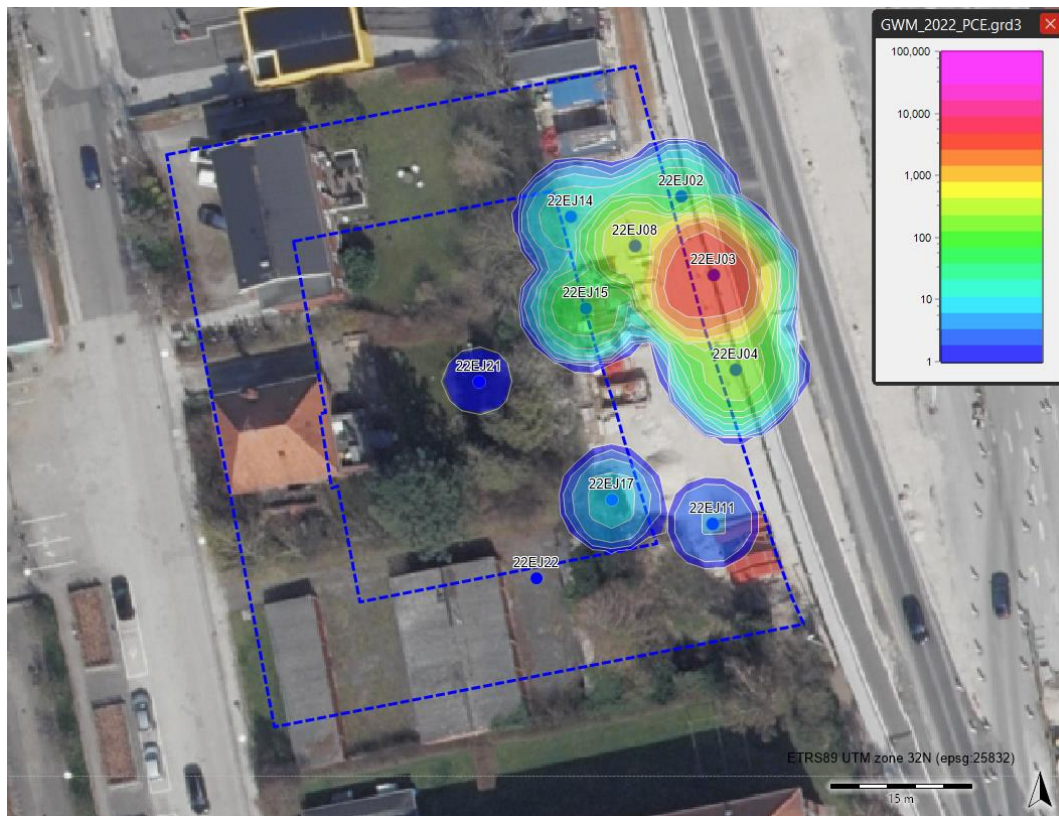 GWM_2022_PCE.grd3
100,000
10,000
1,000
100
10
1
22EJ02
22EJ14
22EJ08
22EJ03
22EJ15
22EJ04
22EJ21
22EJ17
22EJ11
22EJ22
ETRS89 UTM zone 32N (epsg:25832)
15 m